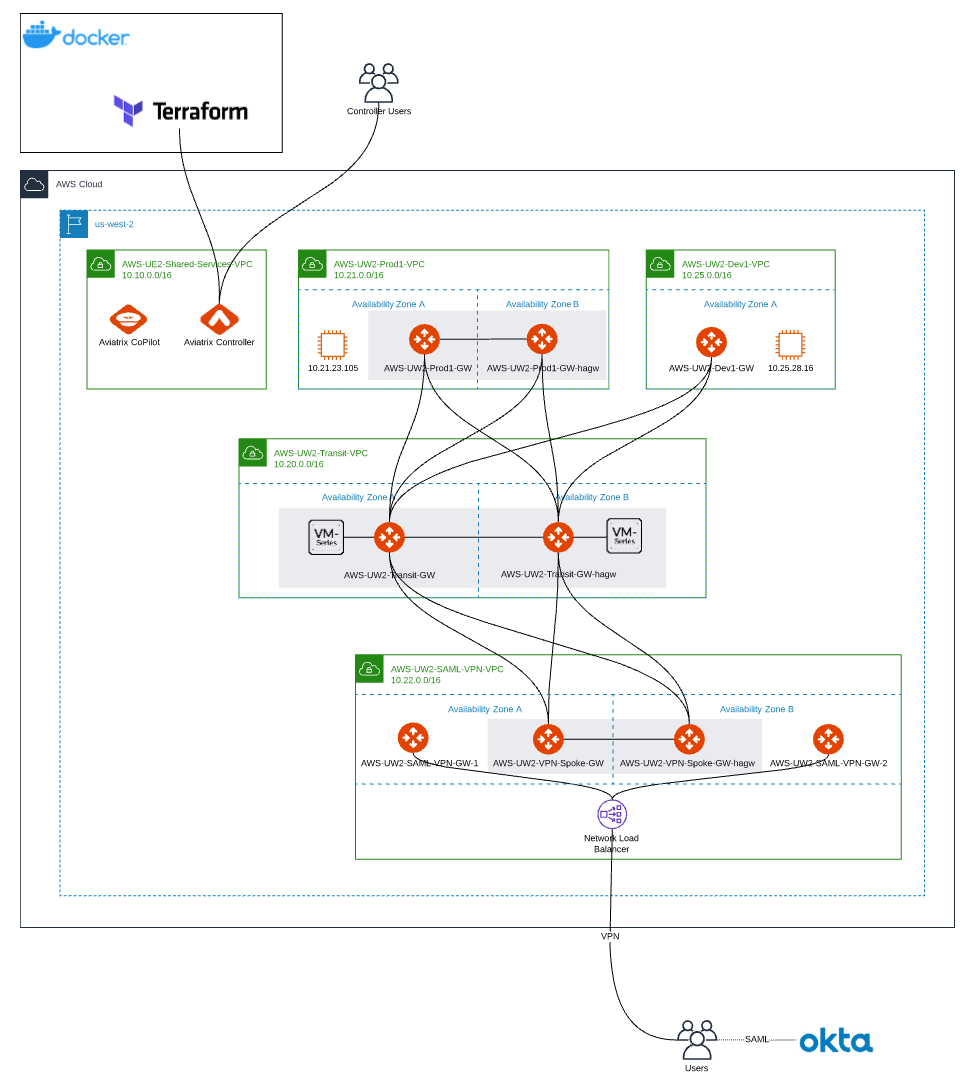 docker
Terraform
Controller Users
AWS Cloud
us-west-2
AWS-UE2-Shared-Services-VPC
10.10.0.0/16
Aviatrix CoPilot
Aviatrix Controller
AWS-UW2-Prod1-VPC
10.21.0.0/16
Availability Zone A
Availability Zone B
10.21.23.105
AWS-UW2-Prod1-GW
AWS-UW2-Prod1-GW-hagw
AWS-UW2-Dev1-VPC
10.25.0.0/16
Availability Zone A
AWS-UW2-Dev1-GW
10.25.28.16
AWS-UW2-Transit-VPC
10.20.0.0/16
Availability Zone A
Availability Zone B
VM-
Series
VM-
Series
AWS-UW2-Transit-GW
AWS-UW2-Transit-GW-hagw
AWS-UW2-SAML-VPN-VPC
10.22.0.0/16
Availability Zone A
Availability Zone B
AWS-UW2-SAML-VPN-GW-1
AWS-UW2-VPN-Spoke-GW
AWS-UW2-VPN-Spoke-GW-hagw
AWS-UW2-SAML-VPN-GW-2
Network Load
Balancer
VPN
SAML
okta
Users